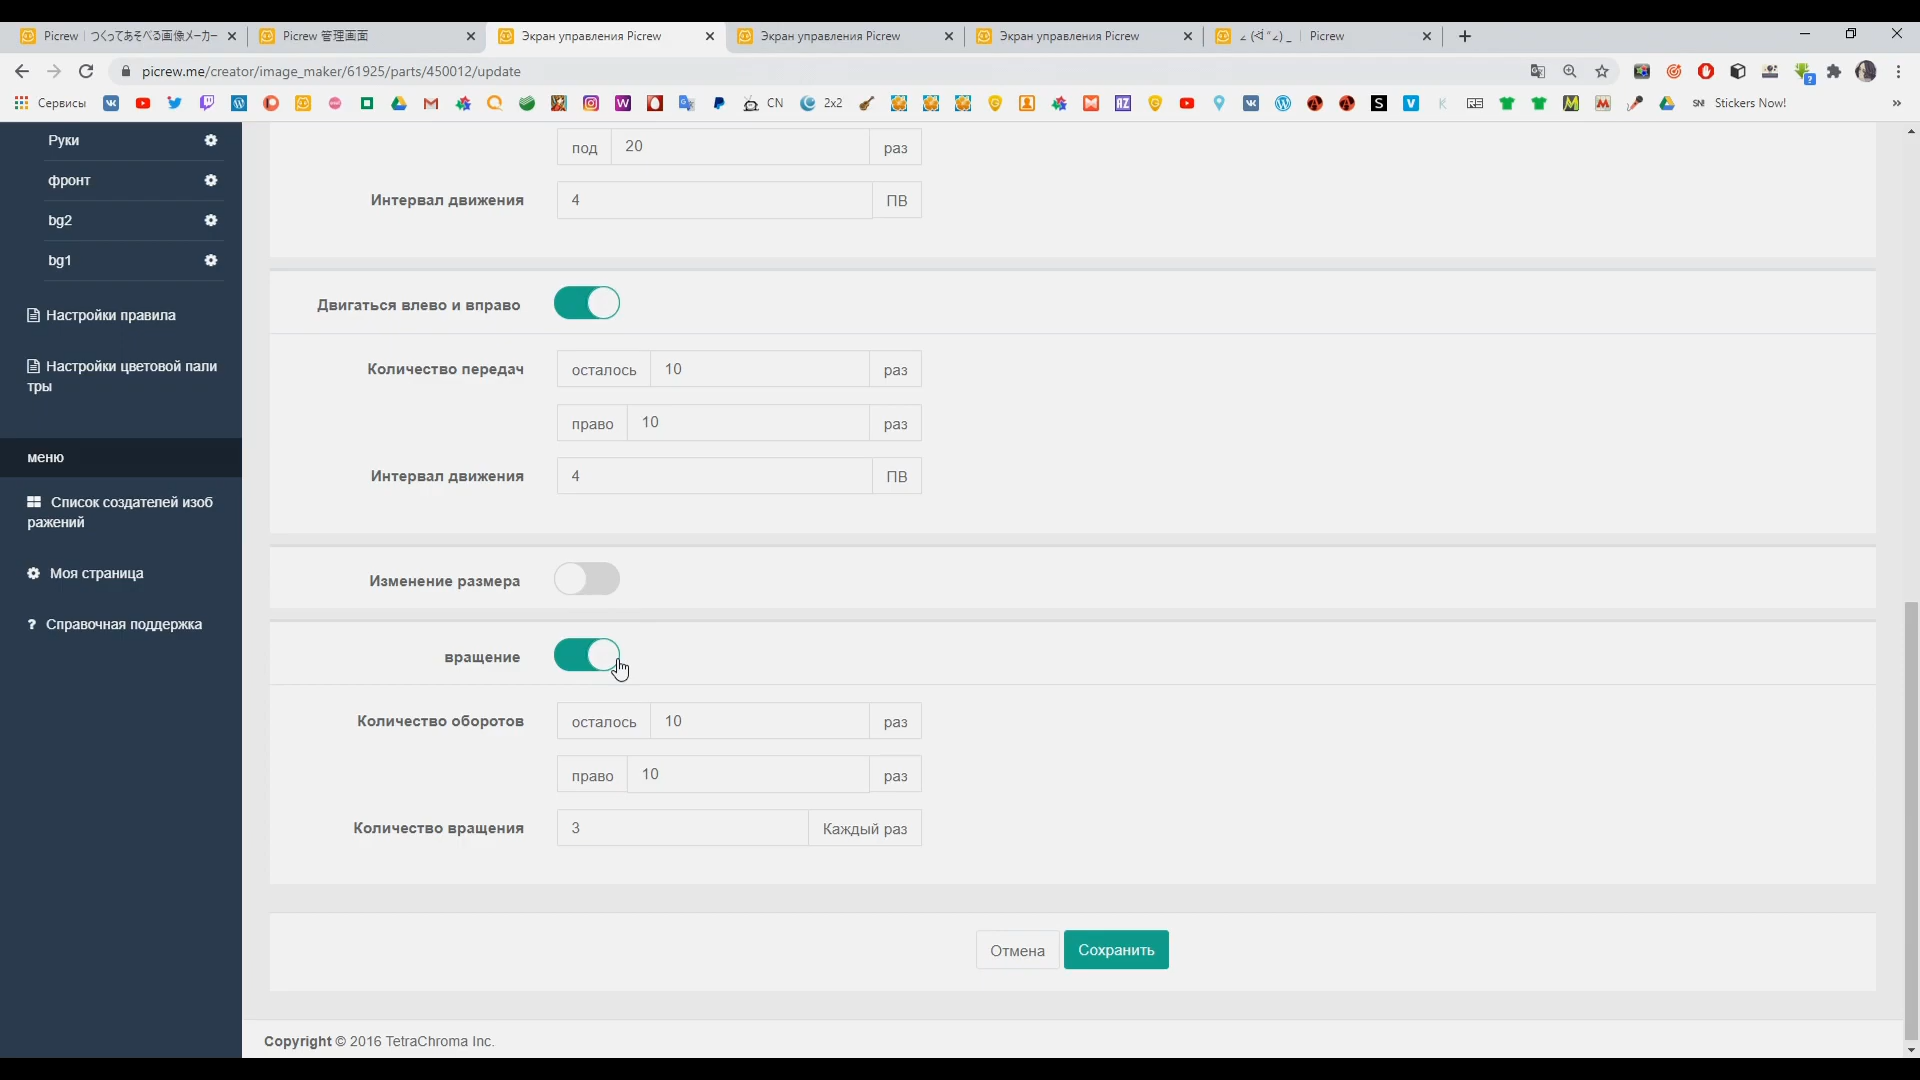 Picrew | つくってあそべる画像メーカー
Picrew 管理画面
Экран управления Picrew
Экран управления Picrew
Экран управления Picrew
Picrew
picrew.me/creator/image_maker/61925/parts/450012/update
Сервисы
CN
2x2
Stickers Now!
Руки
фронт
bg2
bg1
Настройки правила
Настройки цветовой пали
тры
меню
Список создателей изоб
ражений
Моя страница
Справочная поддержка
под 20 раз
Интервал движения 4 ПВ
Двигаться влево и вправо
Количество передач осталось 10 раз
право 10 раз
Интервал движения 4 ПВ
Изменение размера
вращение
Количество оборотов осталось 10 раз
право 10 раз
Количество вращения 3 Каждый раз
Отмена Сохранить
Copyright © 2016 TetraChroma Inc.